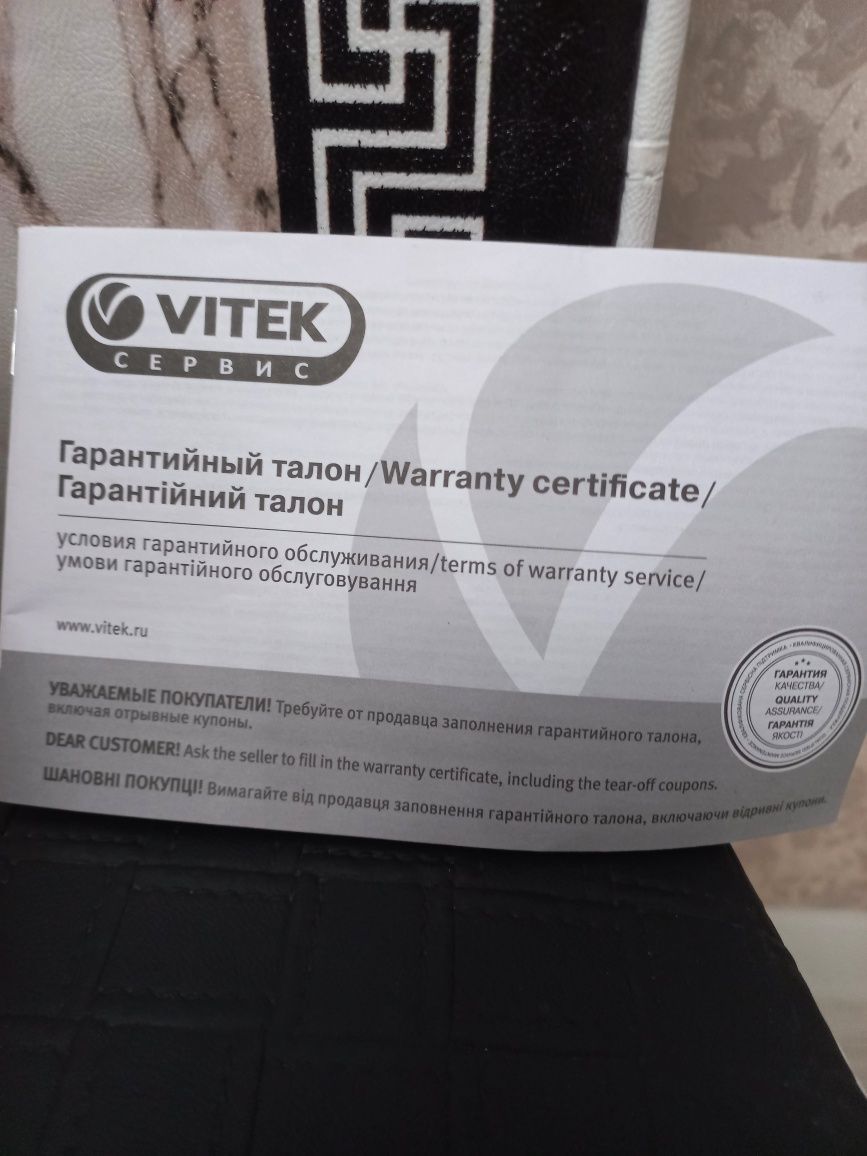 VITEK
СЕРВИС
Гарантийный талон/Warranty certificate/
Гарантійний талон
условия гарантийного обслуживания/terms of warranty service/
умови гарантійного обслуговування
www.vitek.ru
УВАЖАЕМЫЕ ПОКУПАТЕЛИ! Требуйте от продавца заполнения гарантийного талона,
включая отрывные купоны.
DEAR CUSTOMER! Ask the seller to fill in the warranty certificate, including the tear-off coupons.
ШАНОВНІ ПОКУПЦІ! Вимагайте від продавця заповнення гарантійного талона, включаючи відривні купони.
ГАРАНТИЯ
КАЧЕСТВА/
QUALITY
ASSURANCE/
ГАРАНТІЯ
ЯКОСТІ